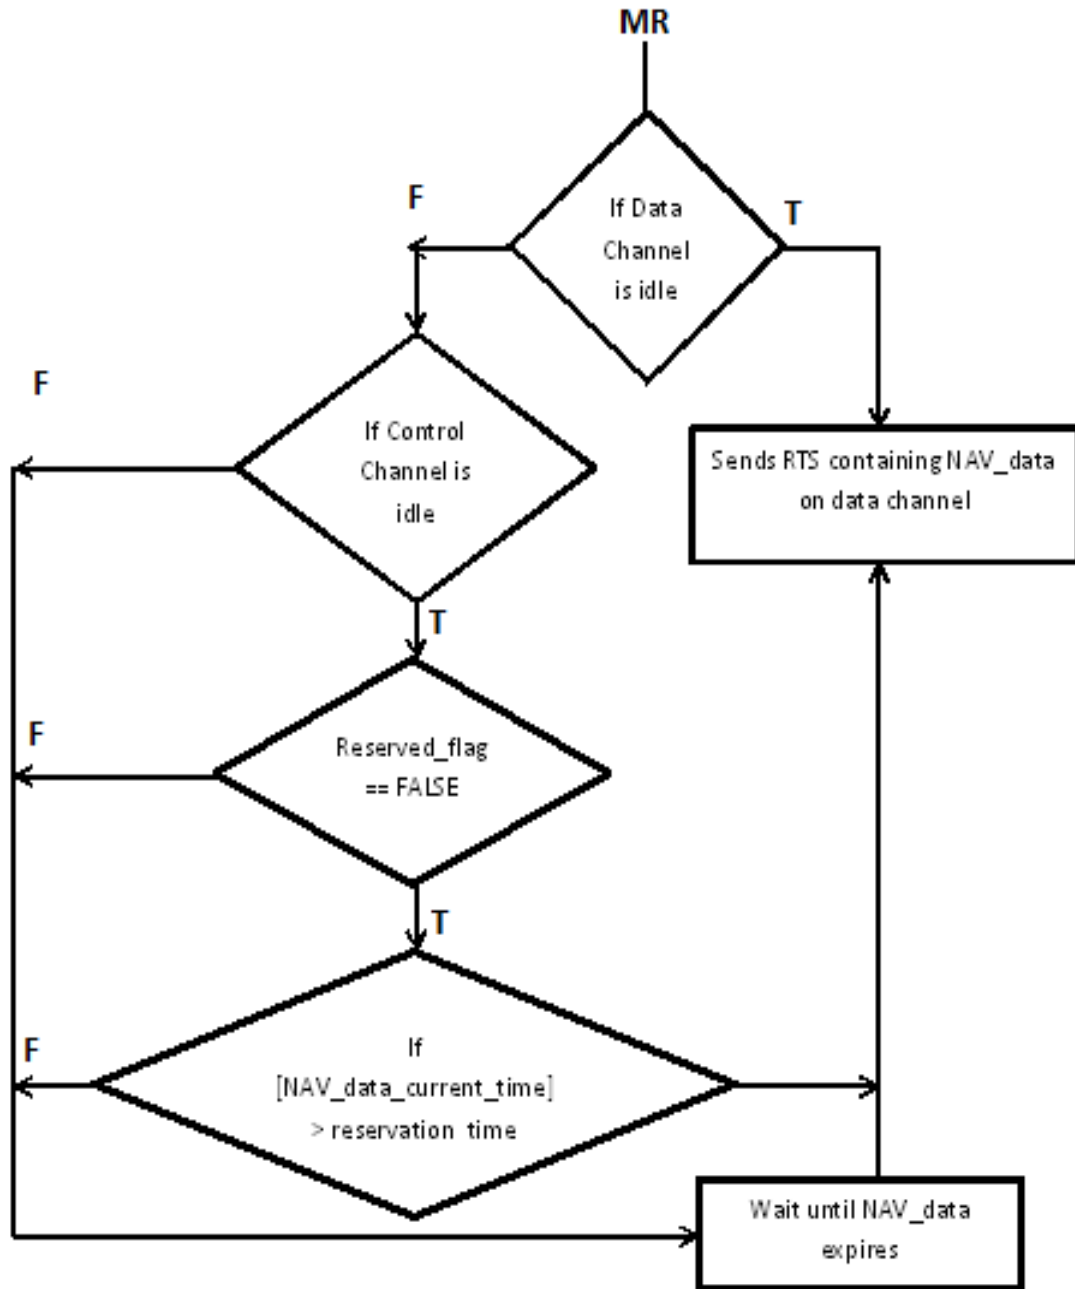 MR
If Data
Channel
is idle
F
T
If Control
Channel is
idle
F
Sends RTS containing NAV_data
on data channel
T
Reserved_flag
== FALSE
F
T
If
[NAV_data_current_time]
> reservation time
F
Wait until NAV_data
expires